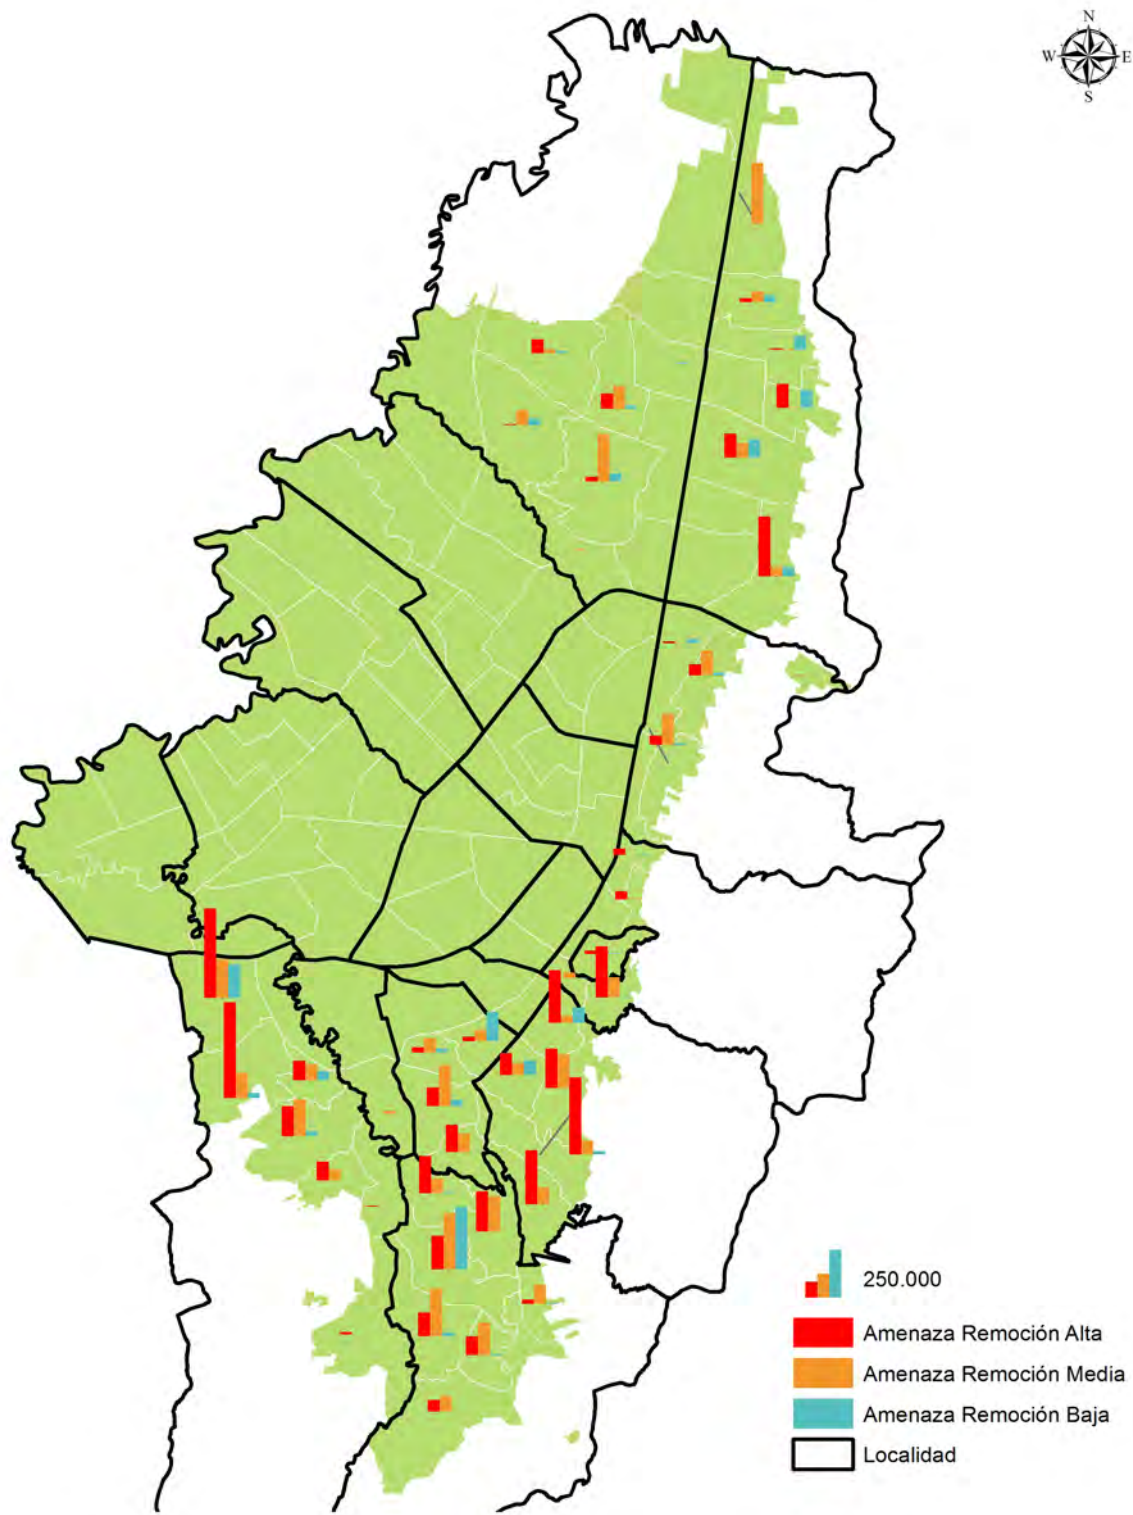 N
W E
S
250.000
Amenaza Remoción Alta
Amenaza Remoción Media
Amenaza Remoción Baja
Localidad